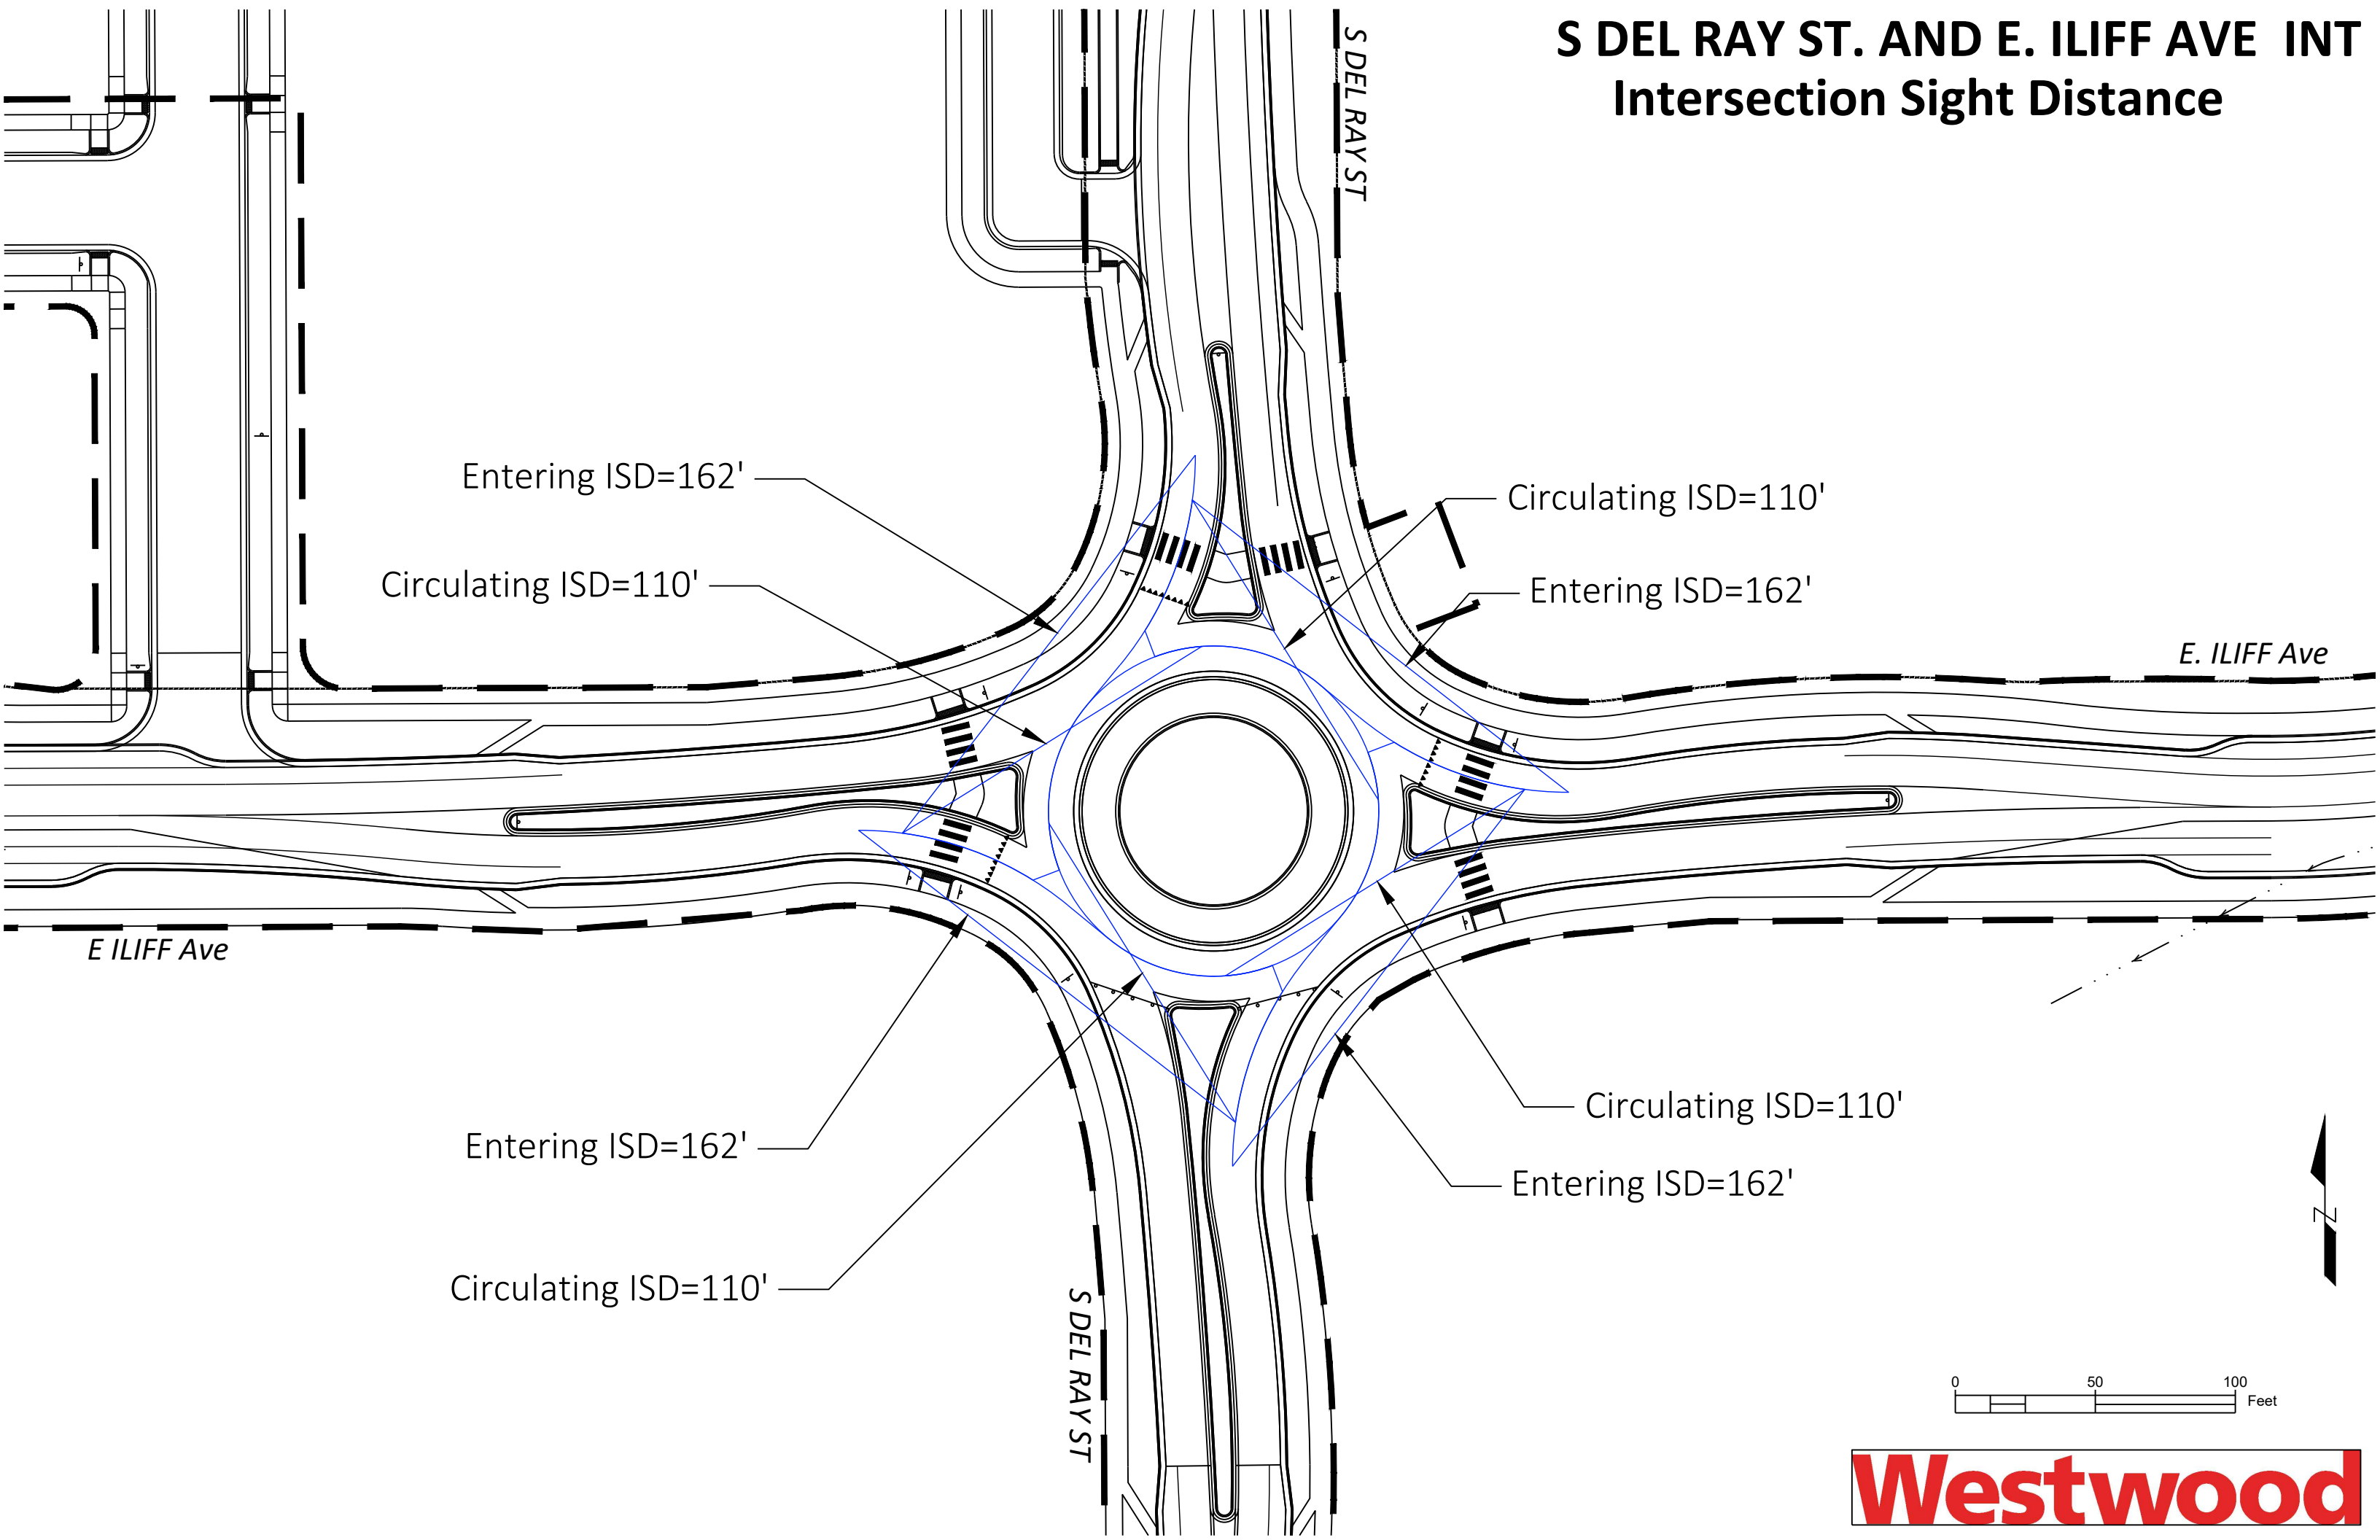 S DEL RAY ST. AND E. ILIFF AVE  INT
Intersection Sight Distance
S DEL RAY ST
Entering ISD=162'
Circulating ISD=110'
Circulating ISD=110'
Entering ISD=162'
E. ILIFF Ave
E ILIFF Ave
Entering ISD=162'
Circulating ISD=110'
Circulating ISD=110'
Entering ISD=162'
S DEL RAY ST
N
0 50 100
Feet
Westwood